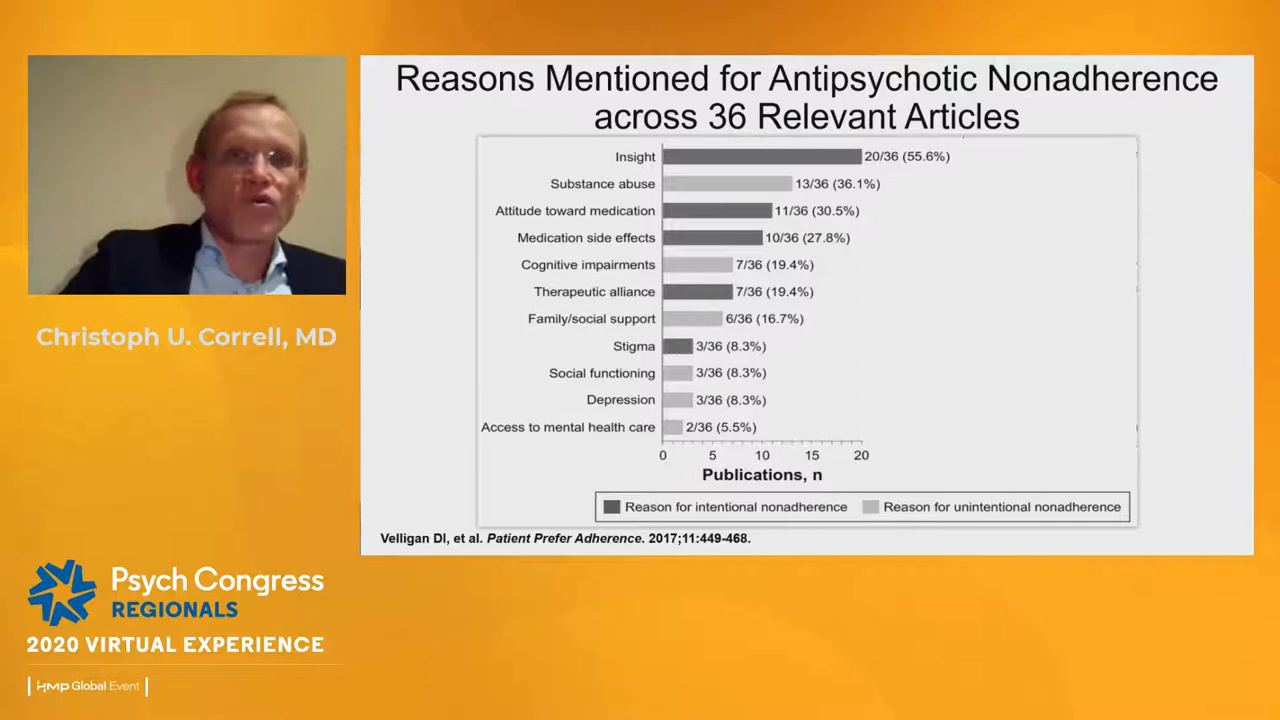 Christoph U. Correll, MD
Psych Congress
REGIONALS
2020 VIRTUAL EXPERIENCE
HMP Global Event
Reasons Mentioned for Antipsychotic Nonadherence
across 36 Relevant Articles
Insight 20/36 (55.6%)
Substance abuse 13/36 (36.1%)
Attitude toward medication 11/36 (30.5%)
Medication side effects 10/36 (27.8%)
Cognitive impairments 7/36 (19.4%)
Therapeutic alliance 7/36 (19.4%)
Family/social support 6/36 (16.7%)
Stigma 3/36 (8.3%)
Social functioning 3/36 (8.3%)
Depression 3/36 (8.3%)
Access to mental health care 2/36 (5.5%)
0 5 10 15 20
Publications, n
Reason for intentional nonadherence Reason for unintentional nonadherence
Velligan DI, et al. Patient Prefer Adherence. 2017;11:449-468.